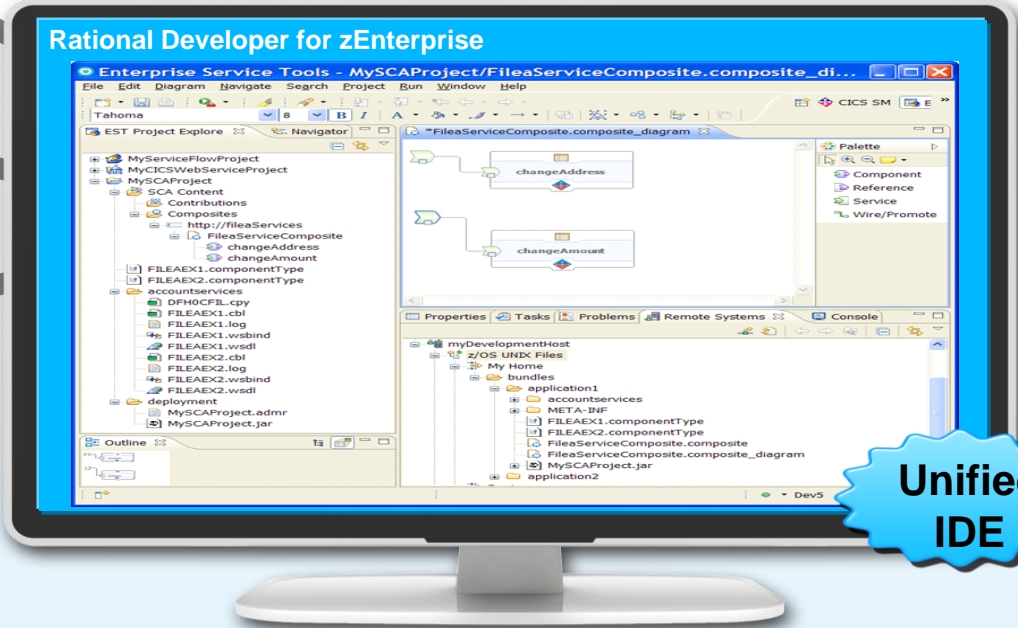 Rational Developer for zEnterprise
Enterprise Service Tools - MySCAProject/FileaServiceComposite.composite_di...
File Edit Diagram Navigate Search Project Run Window Help
Tahoma 8 B I A
CICS SM E »
EST Project Explore Navigator
MyServiceFlowProject
MyCICSWebServiceProject
MySCAProject
SCA Content
Contributions
Composites
http://fileaServices
FileaServiceComposite
changeAddress
changeAmount
FILEAEX1.componentType
FILEAEX2.componentType
accountservices
DFH0CFIL.cpy
FILEAEX1.cbl
FILEAEX1.log
FILEAEX1.wsbind
FILEAEX1.wsdl
FILEAEX2.cbl
FILEAEX2.log
FILEAEX2.wsbind
FILEAEX2.wsdl
deployment
MySCAProject.admr
MySCAProject.jar
Outline
*FileaServiceComposite.composite_diagram
changeAddress
changeAmount
Palette
Component
Reference
Service
Wire/Promote
Properties Tasks Problems Remote Systems Console
myDevelopmentHost
z/OS UNIX Files
My Home
bundles
application1
accountservices
META-INF
FILEAEX1.componentType
FILEAEX2.componentType
FileaServiceComposite.composite
FileaServiceComposite.composite_diagram
MySCAProject.jar
application2
Dev5
Unified
IDE